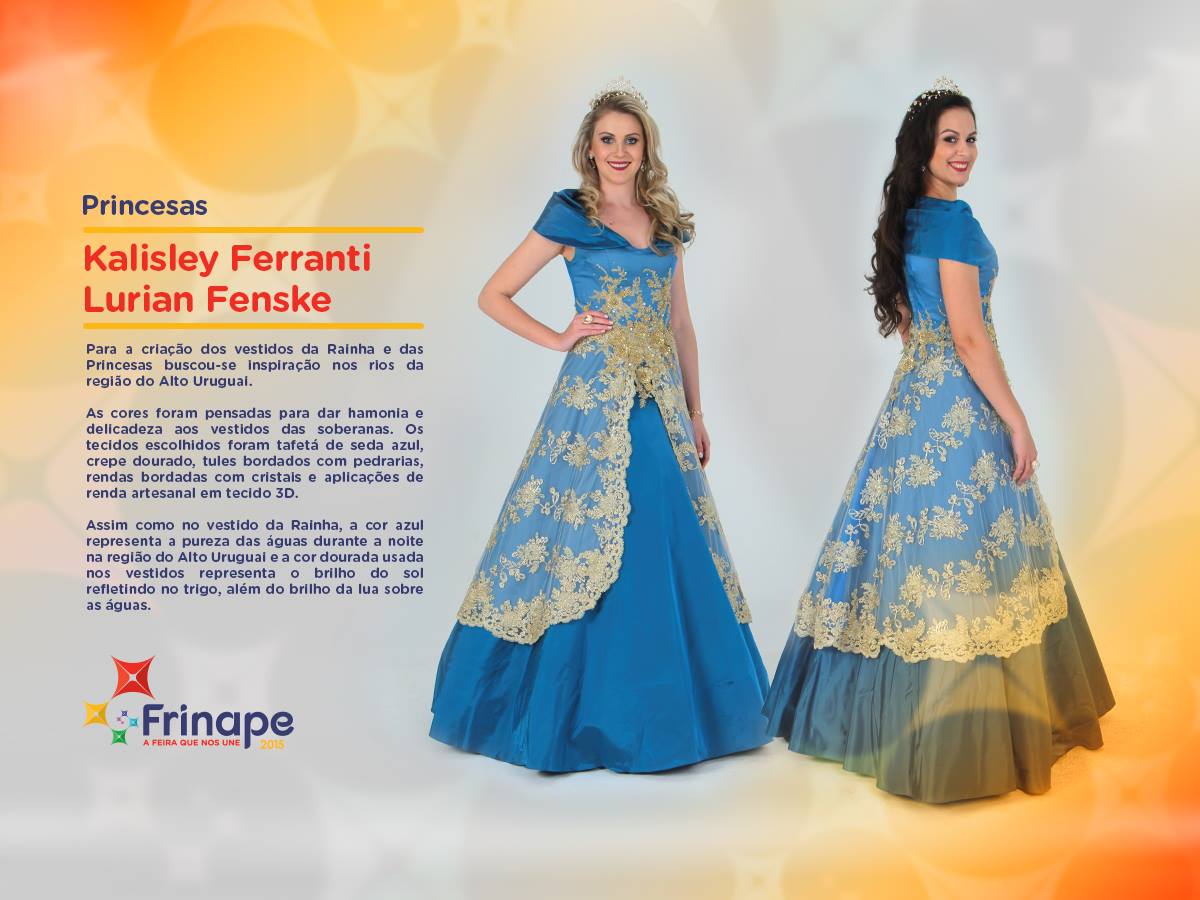 Princesas
Kalisley Ferranti
Lurian Fenske
Para a criação dos vestidos da Rainha e das
Princesas buscou-se inspiração nos rios da
região do Alto Uruguai.
As cores foram pensadas para dar hamonia e
delicadeza aos vestidos das soberanas. Os
tecidos escolhidos foram tafetá de seda azul,
crepe dourado, tules bordados com pedrarias,
rendas bordadas com cristais e aplicações de
renda artesanal em tecido 3D.
Assim como no vestido da Rainha, a cor azul
representa a pureza das águas durante a noite
na região do Alto Uruguai e a cor dourada usada
nos vestidos representa o brilho do sol
refletindo no trigo, além do brilho da lua sobre
as águas.
Frinape
A FEIRA QUE NOS UNE
2015